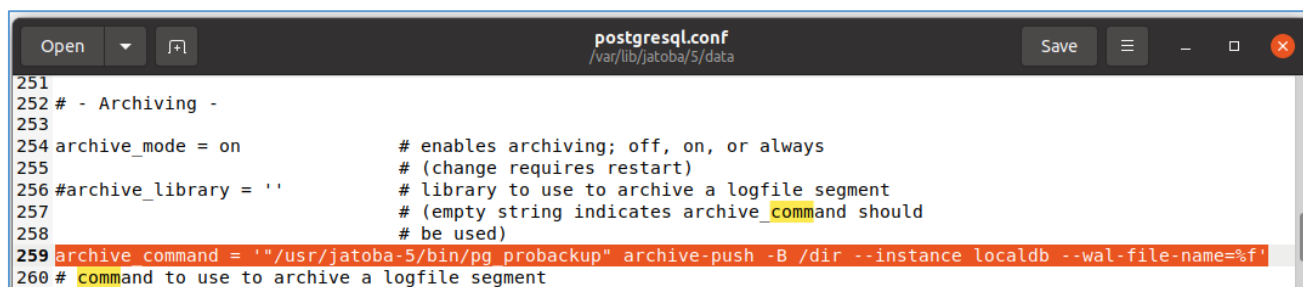 Open
postgresql.conf
/var/lib/jatoba/5/data
Save
251
252 # - Archiving -
253
254 archive_mode = on # enables archiving; off, on, or always
255 # (change requires restart)
256 #archive_library = '' # library to use to archive a logfile segment
257 # (empty string indicates archive_command should
258 # be used)
259 archive_command = '"/usr/jatoba-5/bin/pg_probackup" archive-push -B /dir --instance localdb --wal-file-name=%f'
260 # command to use to archive a logfile segment